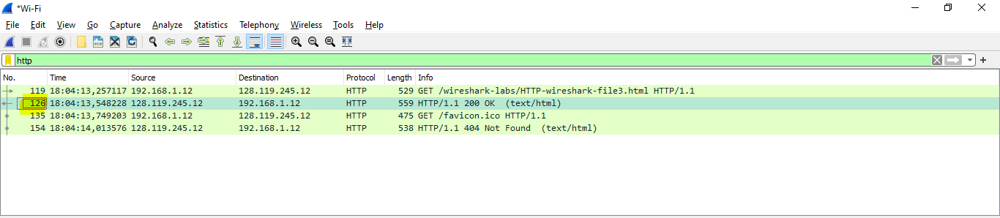 *Wi-Fi
File Edit View Go Capture Analyze Statistics Telephony Wireless Tools Help
http
No. Time Source Destination Protocol Length Info
119 18:04:13,257117 192.168.1.12 128.119.245.12 HTTP 529 GET /wireshark-labs/HTTP-wireshark-file3.html HTTP/1.1
126 18:04:13,548228 128.119.245.12 192.168.1.12 HTTP 559 HTTP/1.1 200 OK (text/html)
135 18:04:13,749203 192.168.1.12 128.119.245.12 HTTP 475 GET /favicon.ico HTTP/1.1
154 18:04:14,013576 128.119.245.12 192.168.1.12 HTTP 538 HTTP/1.1 404 Not Found (text/html)